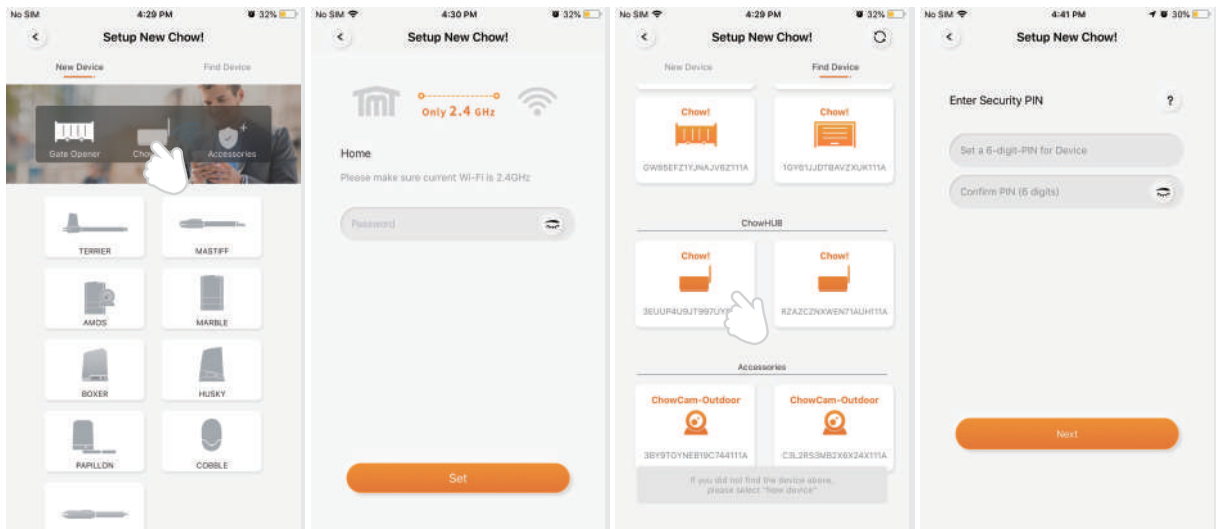 No SIM 4:29 PM 32%
Setup New Chow!
New Device Find Device
Gate Opener Accessories
TERRIER MASTIFF
AMOS MARBLE
BOXER HUSKY
PAPILLON COBBLE
No SIM 4:30 PM 32%
Setup New Chow!
Only 2.4 GHz
Home
Please make sure current Wi-Fi is 2.4GHz
Password
Set
No SIM 4:29 PM 32%
Setup New Chow!
New Device Find Device
Chow! Chow!
ChowHUB
Chow! Chow!
Accessories
ChowCam-Outdoor ChowCam-Outdoor
If you did not find the device above,
please select "New device"
No SIM 4:41 PM 30%
Setup New Chow!
Enter Security PIN ?
Set a 6-digit-PIN for Device
Confirm PIN (6 digits)
Next